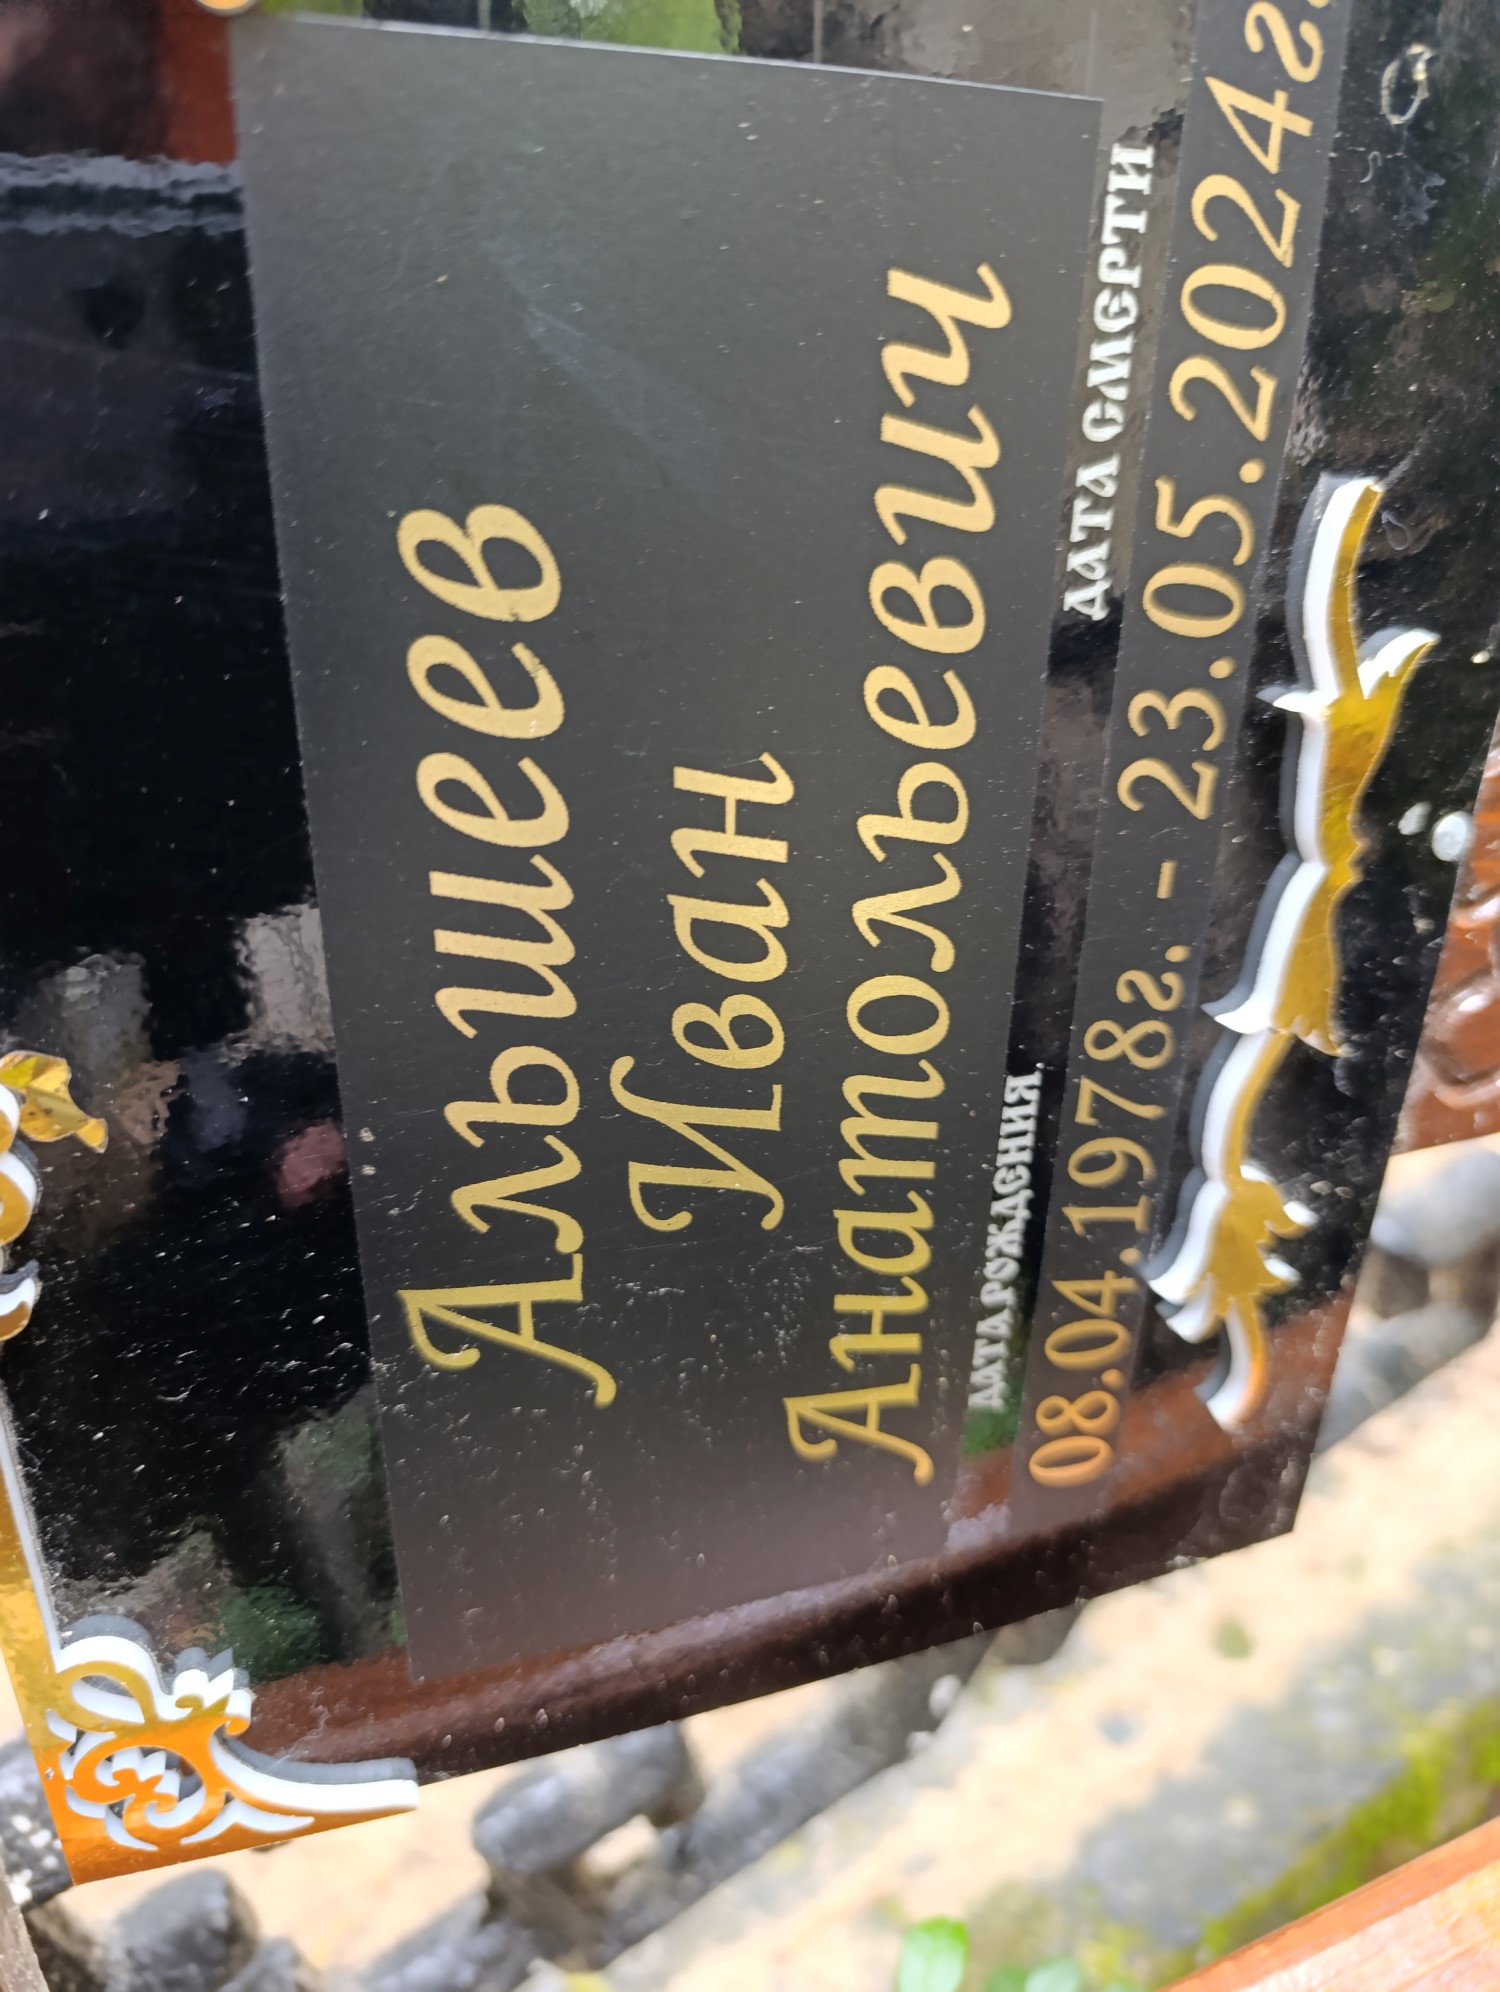 Альшеев
Иван
Анатольевич
ДАТА РОЖДЕНИЯ ДАТА СМЕРТИ
08.04.1978г. - 23.05.2024г.